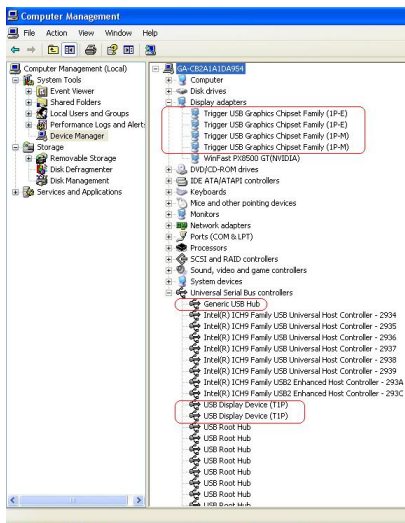 Computer Management
File Action View Window Help
Computer Management (Local)
System Tools
Event Viewer
Shared Folders
Local Users and Groups
Performance Logs and Alert:
Device Manager
Storage
Removable Storage
Disk Defragmenter
Disk Management
Services and Applications
GA-CB2A1A1DA954
Computer
Disk drives
Display adapters
Trigger USB Graphics Chipset Family (1P-E)
Trigger USB Graphics Chipset Family (1P-E)
Trigger USB Graphics Chipset Family (1P-M)
Trigger USB Graphics Chipset Family (1P-M)
WinFast PX8500 GT(NVIDIA)
DVD/CD-ROM drives
IDE ATA/ATAPI controllers
Keyboards
Mice and other pointing devices
Monitors
Network adapters
Ports (COM & LPT)
Processors
SCSI and RAID controllers
Sound, video and game controllers
System devices
Universal Serial Bus controllers
Generic USB Hub
Intel(R) ICH9 Family USB Universal Host Controller - 2934
Intel(R) ICH9 Family USB Universal Host Controller - 2935
Intel(R) ICH9 Family USB Universal Host Controller - 2936
Intel(R) ICH9 Family USB Universal Host Controller - 2937
Intel(R) ICH9 Family USB Universal Host Controller - 2938
Intel(R) ICH9 Family USB Universal Host Controller - 2939
Intel(R) ICH9 Family USB2 Enhanced Host Controller - 293A
Intel(R) ICH9 Family USB2 Enhanced Host Controller - 293C
USB Display Device (T1P)
USB Display Device (T1P)
USB Root Hub
USB Root Hub
USB Root Hub
USB Root Hub
USB Root Hub
USB Root Hub
USB Root Hub
USB Root Hub